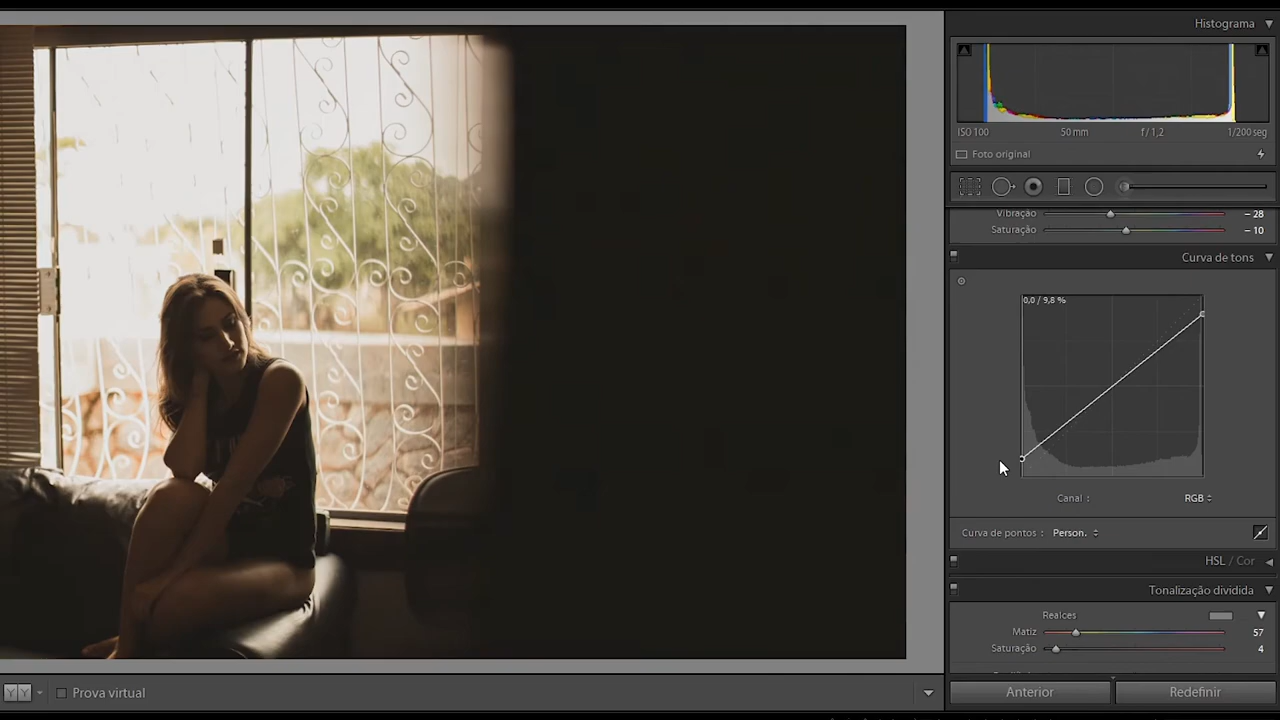 Histograma
ISO 100 50 mm f / 1,2 1/200 seg
Foto original
Vibração − 28
Saturação − 10
Curva de tons
0,0 / 9,8 %
Canal : RGB
Curva de pontos : Person.
HSL / Cor
Tonalização dividida
Realces
Matiz 57
Saturação 4
Anterior Redefinir
Y Y Prova virtual